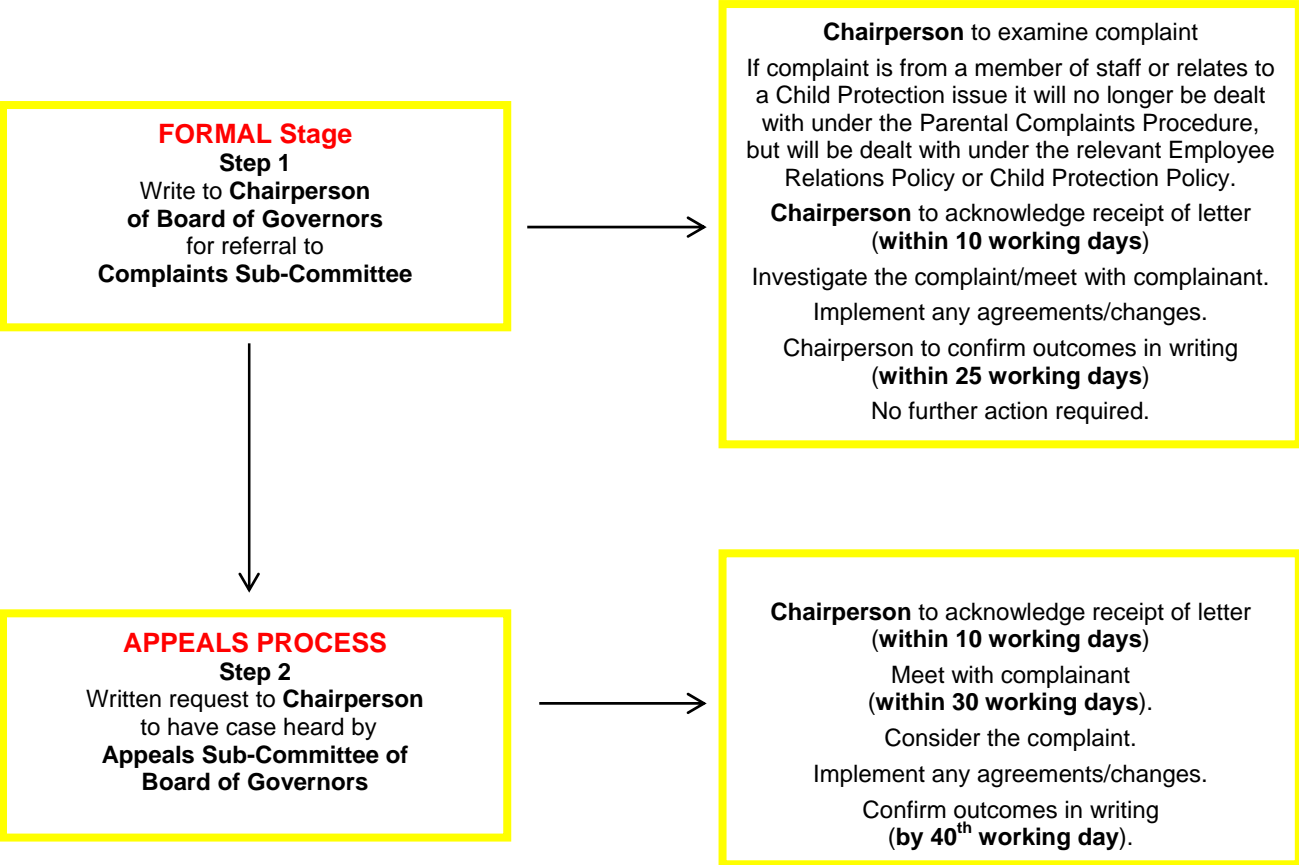 FORMAL Stage
Step 1
Write to Chairperson
of Board of Governors
for referral to
Complaints Sub-Committee
Chairperson to examine complaint
If complaint is from a member of staff or relates to
a Child Protection issue it will no longer be dealt
with under the Parental Complaints Procedure,
but will be dealt with under the relevant Employee
Relations Policy or Child Protection Policy.
Chairperson to acknowledge receipt of letter
(within 10 working days)
Investigate the complaint/meet with complainant.
Implement any agreements/changes.
Chairperson to confirm outcomes in writing
(within 25 working days)
No further action required.
APPEALS PROCESS
Step 2
Written request to Chairperson
to have case heard by
Appeals Sub-Committee of
Board of Governors
Chairperson to acknowledge receipt of letter
(within 10 working days)
Meet with complainant
(within 30 working days).
Consider the complaint.
Implement any agreements/changes.
Confirm outcomes in writing
(by 40th working day).